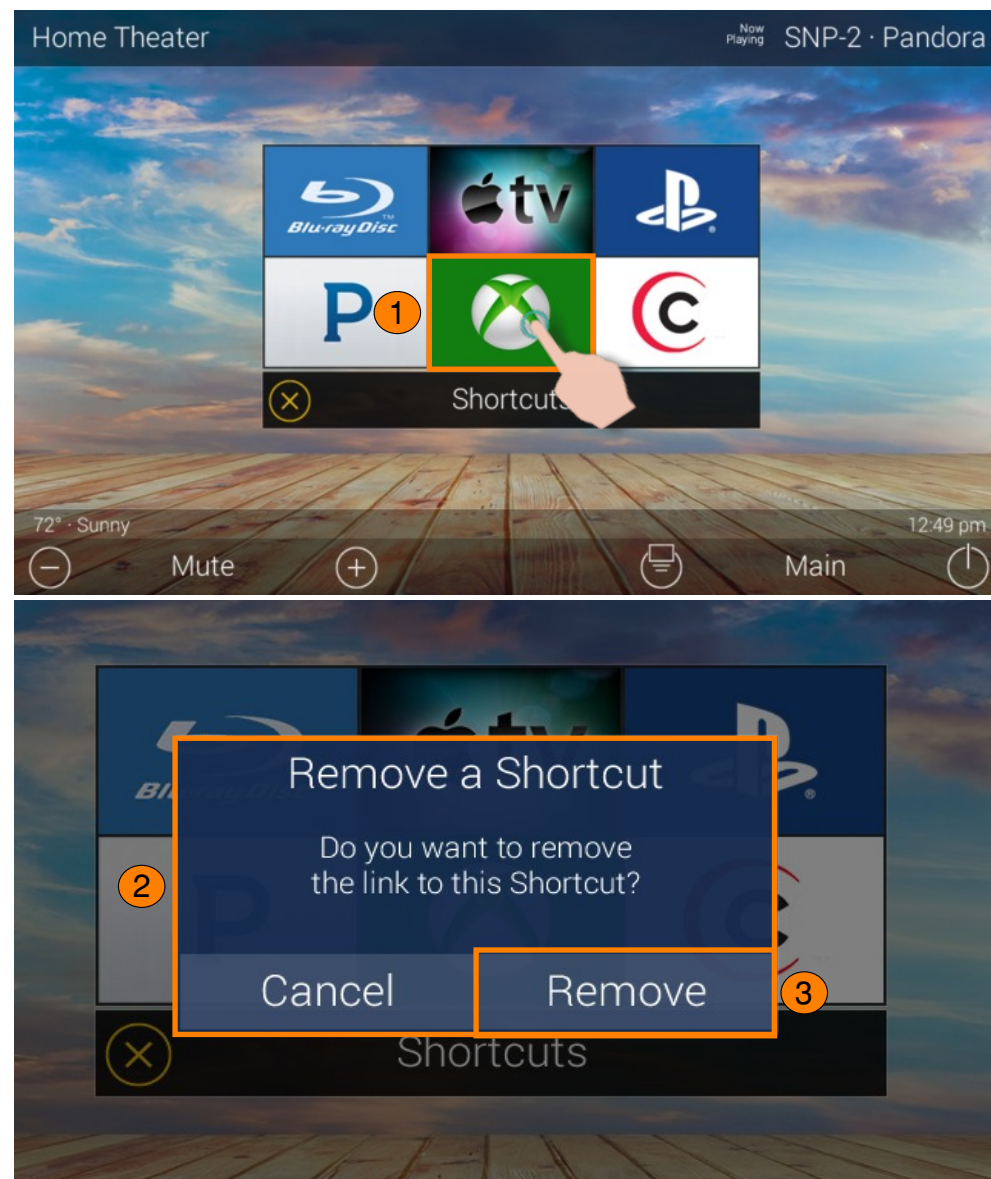 Home Theater
Now Playing SNP-2 · Pandora
Blu-ray Disc TM
tv
P
1
C
Shortcuts
72° · Sunny
12:49 pm
Mute
Main
Remove a Shortcut
Do you want to remove
the link to this Shortcut?
2
Cancel
Remove
3
Shortcuts